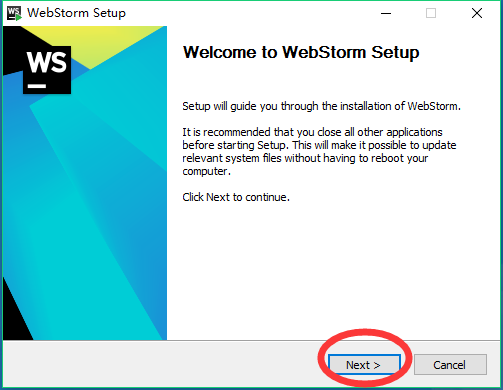 WS WebStorm Setup
WS
Welcome to WebStorm Setup
Setup will guide you through the installation of WebStorm.
It is recommended that you close all other applications
before starting Setup. This will make it possible to update
relevant system files without having to reboot your
computer.
Click Next to continue.
Next >
Cancel